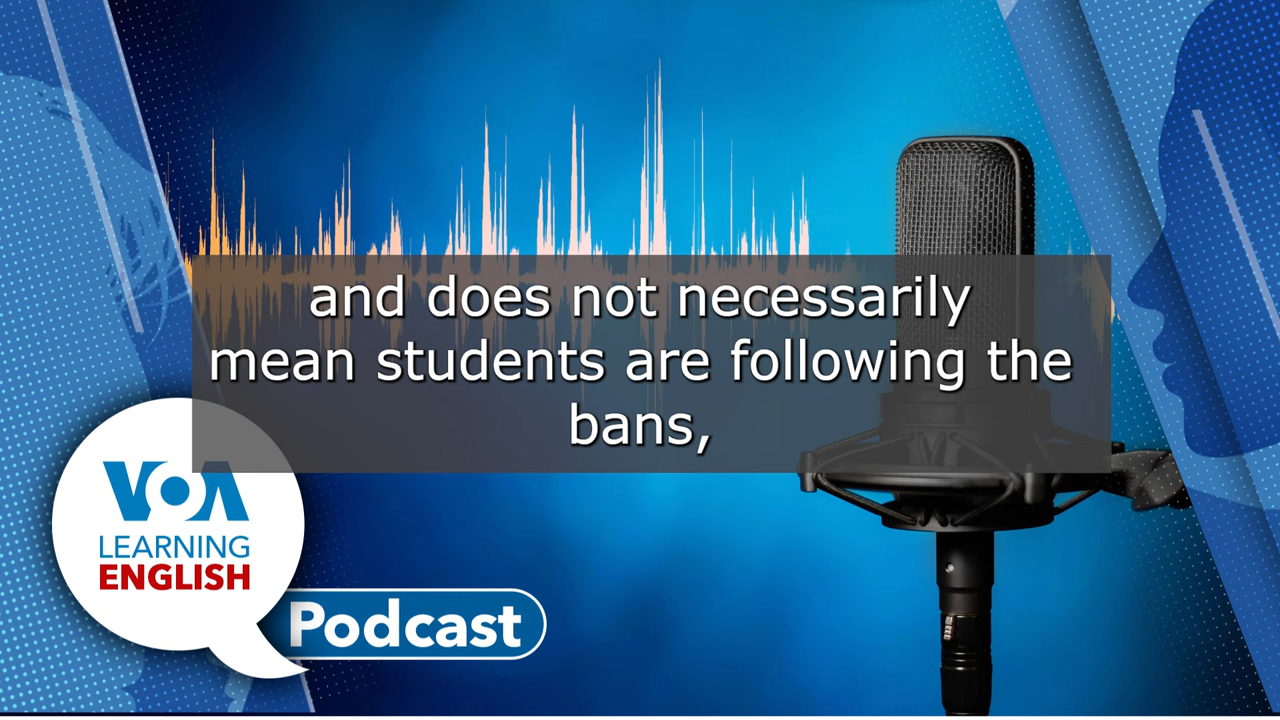 and does not necessarily
mean students are following the
bans,
VOA
LEARNING
ENGLISH
Podcast